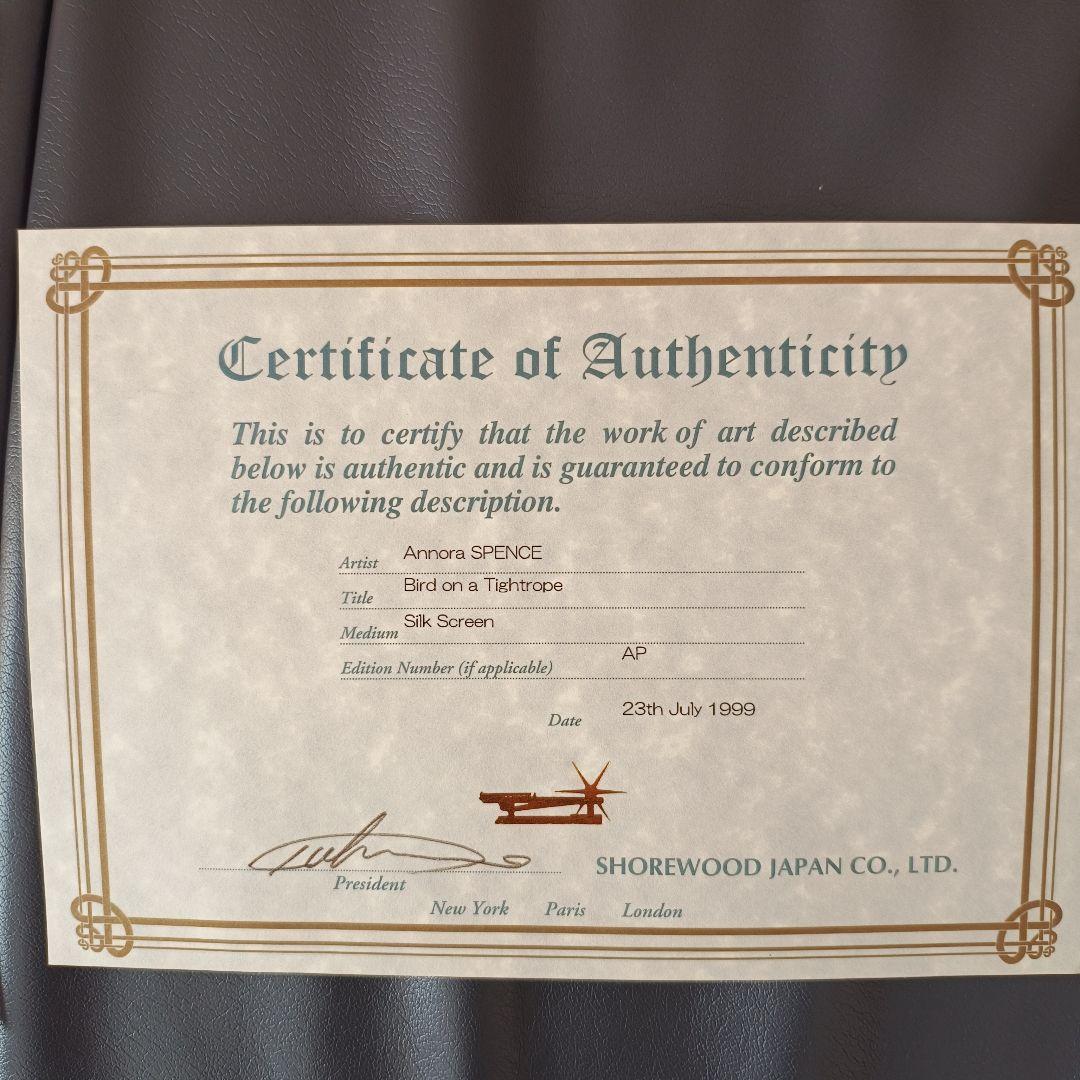 Certificate of Authenticity
This is to certify that the work of art described
below is authentic and is guaranteed to conform to
the following description.
Artist Annora SPENCE
Title Bird on a Tightrope
Medium Silk Screen
Edition Number (if applicable) AP
Date 23th July 1999
President
SHOREWOOD JAPAN CO., LTD.
New York Paris London